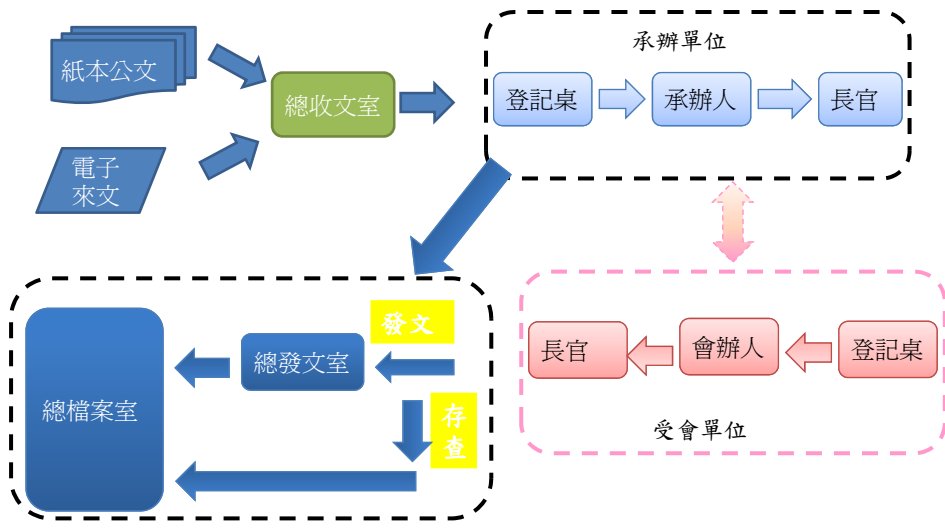 紙本公文
電子
來文
總收文室
承辦單位
登記桌
承辦人
長官
長官
會辦人
登記桌
受會單位
發文
總發文室
存
查
總檔案室